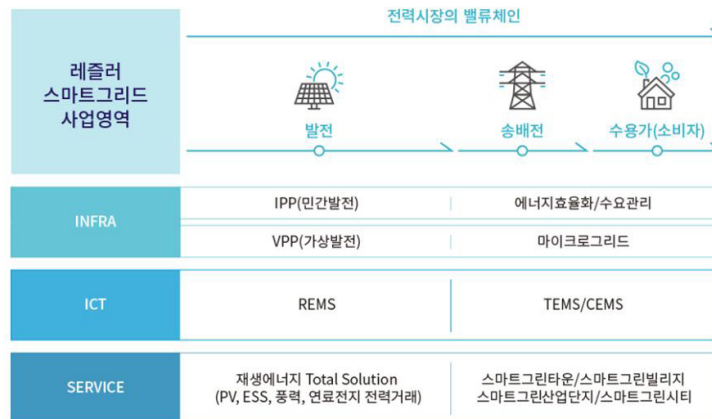 전력시장의 밸류체인
레즐러
스마트그리드
사업영역
발전
송배전
수용가(소비자)
INFRA
IPP(민간발전)
에너지효율화/수요관리
VPP(가상발전)
마이크로그리드
ICT
REMS
TEMS/CEMS
SERVICE
재생에너지 Total Solution
(PV, ESS, 풍력, 연료전지 전력거래)
스마트그린타운/스마트그린빌리지
스마트그린산업단지/스마트그린시티